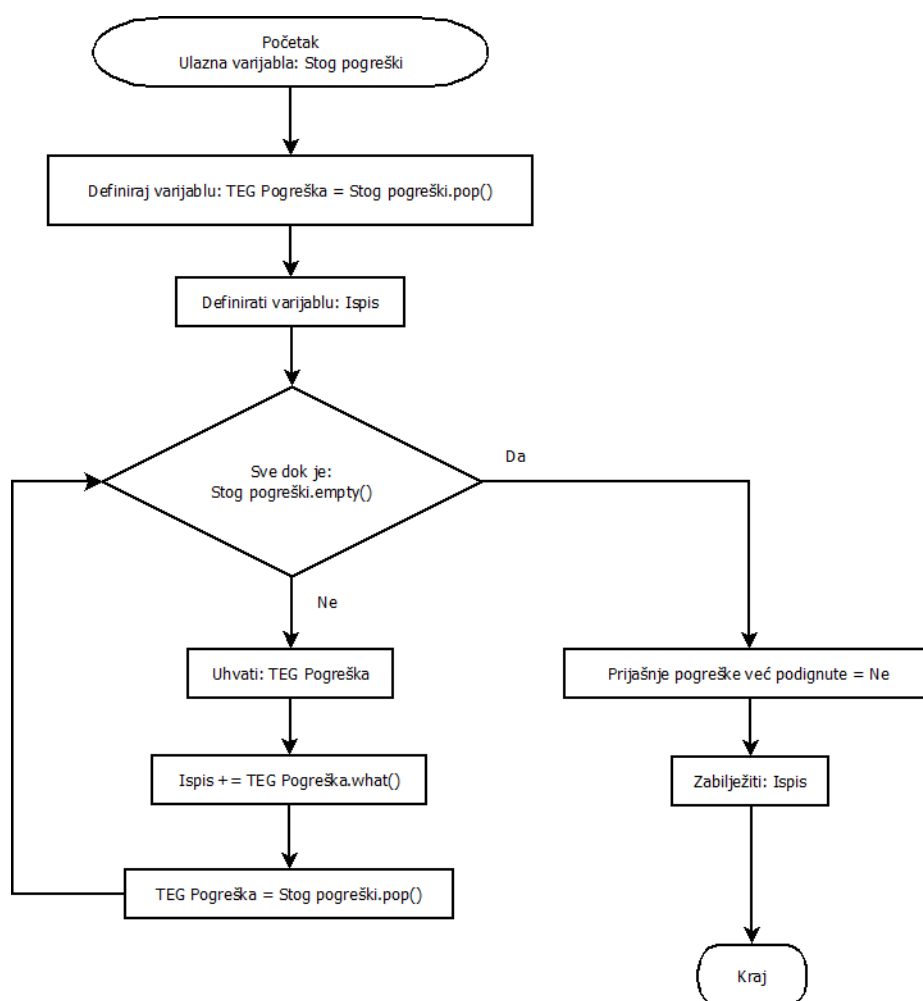 Početak
Ulazna varijabla: Stog pogreški
Definiraj varijablu: TEG Pogreška = Stog pogreški.pop()
Definirati varijablu: Ispis
Sve dok je:
Stog pogreški.empty()
Da
Ne
Uhvati: TEG Pogreška
Prijašnje pogreške već podignute = Ne
Ispis += TEG Pogreška.what()
Zabilježiti: Ispis
TEG Pogreška = Stog pogreški.pop()
Kraj